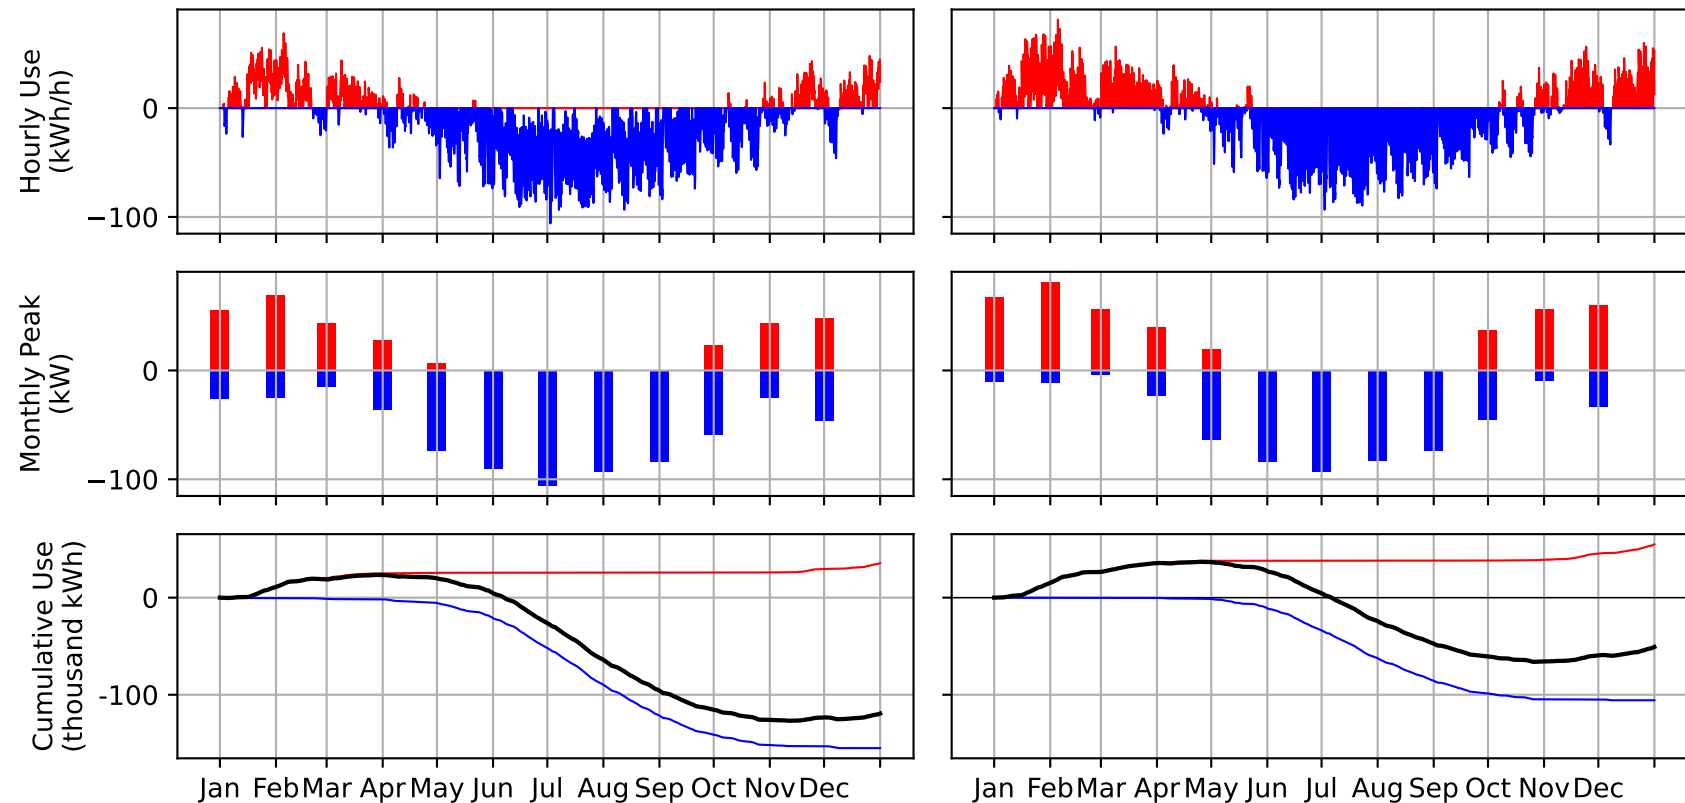 Hourly Use
(kWh/h)
0
−100
Monthly Peak
(kW)
0
−100
Cumulative Use
(thousand kWh)
0
-100
Jan Feb Mar Apr May Jun Jul Aug Sep Oct Nov Dec
Jan Feb Mar Apr May Jun Jul Aug Sep Oct Nov Dec